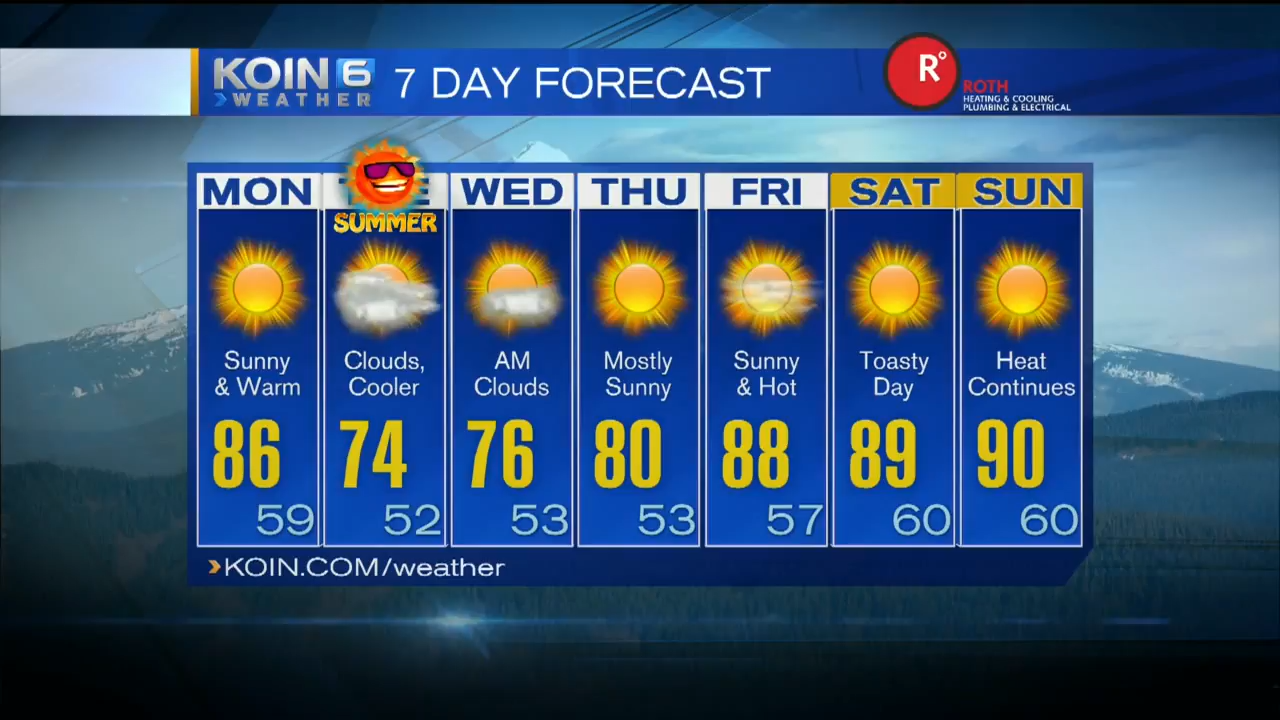 KOIN 6
WEATHER
7 DAY FORECAST
R°
ROTH
HEATING & COOLING
PLUMBING & ELECTRICAL
MON
WED
THU
FRI
SAT
SUN
SUMMER
Sunny
& Warm
Clouds,
Cooler
AM
Clouds
Mostly
Sunny
Sunny
& Hot
Toasty
Day
Heat
Continues
86
74
76
80
88
89
90
59
52
53
53
57
60
60
KOIN.COM/weather